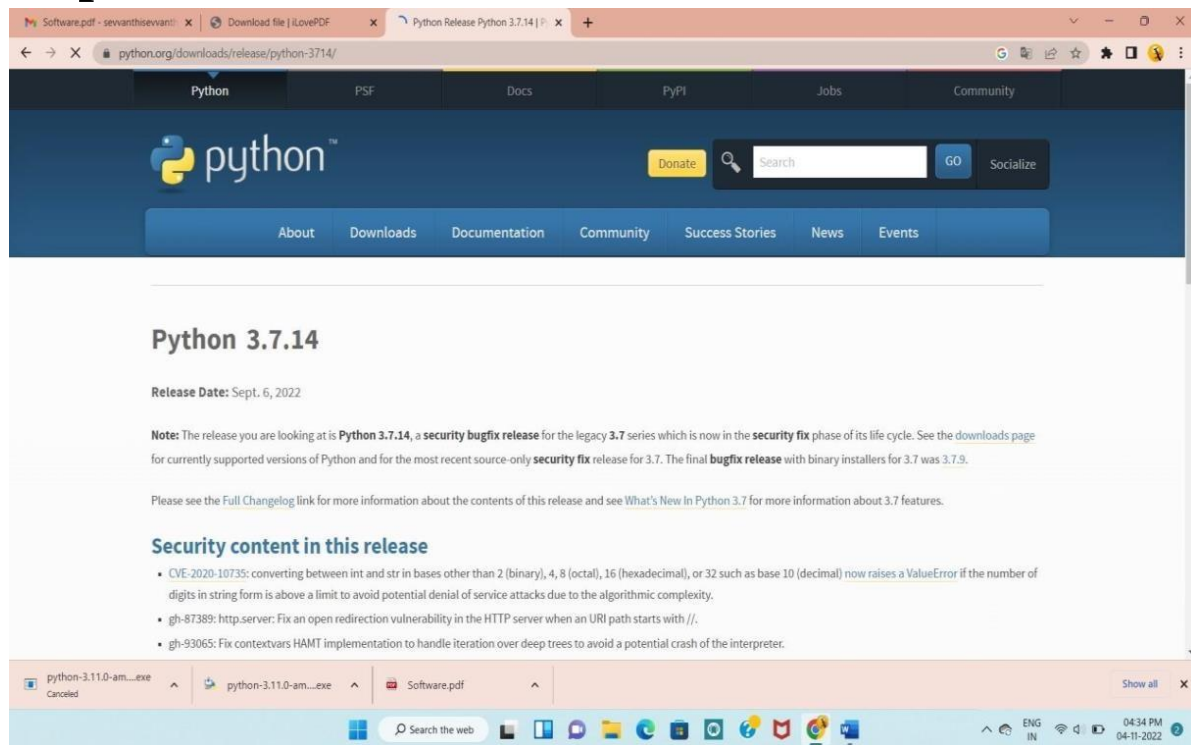 Software.pdf - sevvanthisevvanth
Download file | iLovePDF
Python Release Python 3.7.14 | P
python.org/downloads/release/python-3714/
Python PSF Docs PyPI Jobs Community
python™
Donate Search GO Socialize
About Downloads Documentation Community Success Stories News Events
Python 3.7.14
Release Date: Sept. 6, 2022
Note: The release you are looking at is Python 3.7.14, a security bugfix release for the legacy 3.7 series which is now in the security fix phase of its life cycle. See the downloads page
for currently supported versions of Python and for the most recent source-only security fix release for 3.7. The final bugfix release with binary installers for 3.7 was 3.7.9.
Please see the Full Changelog link for more information about the contents of this release and see What's New In Python 3.7 for more information about 3.7 features.
Security content in this release
• CVE-2020-10735: converting between int and str in bases other than 2 (binary), 4, 8 (octal), 16 (hexadecimal), or 32 such as base 10 (decimal) now raises a ValueError if the number of
digits in string form is above a limit to avoid potential denial of service attacks due to the algorithmic complexity.
• gh-87389: http.server: Fix an open redirection vulnerability in the HTTP server when an URI path starts with //.
• gh-93065: Fix contextvars HAMT implementation to handle iteration over deep trees to avoid a potential crash of the interpreter.
python-3.11.0-am....exe
Canceled
python-3.11.0-am....exe
Software.pdf
Show all
Search the web
ENG
IN
04:34 PM
04-11-2022
2